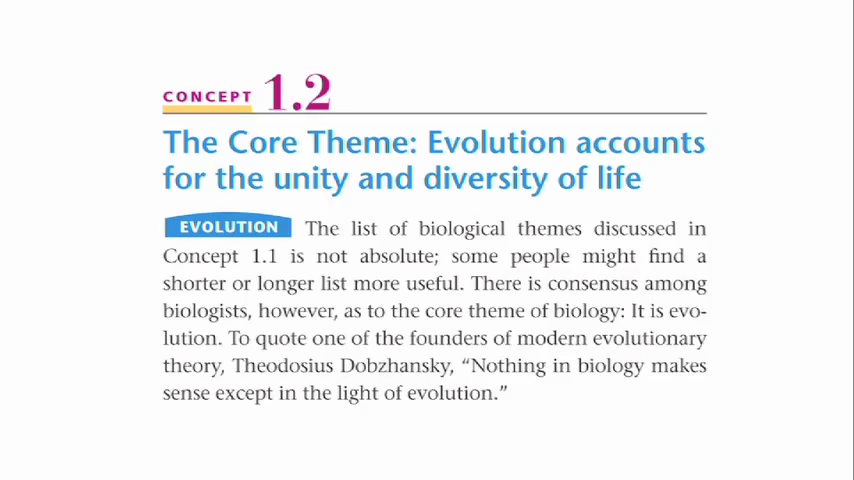 CONCEPT 1.2
The Core Theme: Evolution accounts
for the unity and diversity of life
EVOLUTION The list of biological themes discussed in
Concept 1.1 is not absolute; some people might find a
shorter or longer list more useful. There is consensus among
biologists, however, as to the core theme of biology: It is evo-
lution. To quote one of the founders of modern evolutionary
theory, Theodosius Dobzhansky, “Nothing in biology makes
sense except in the light of evolution.”